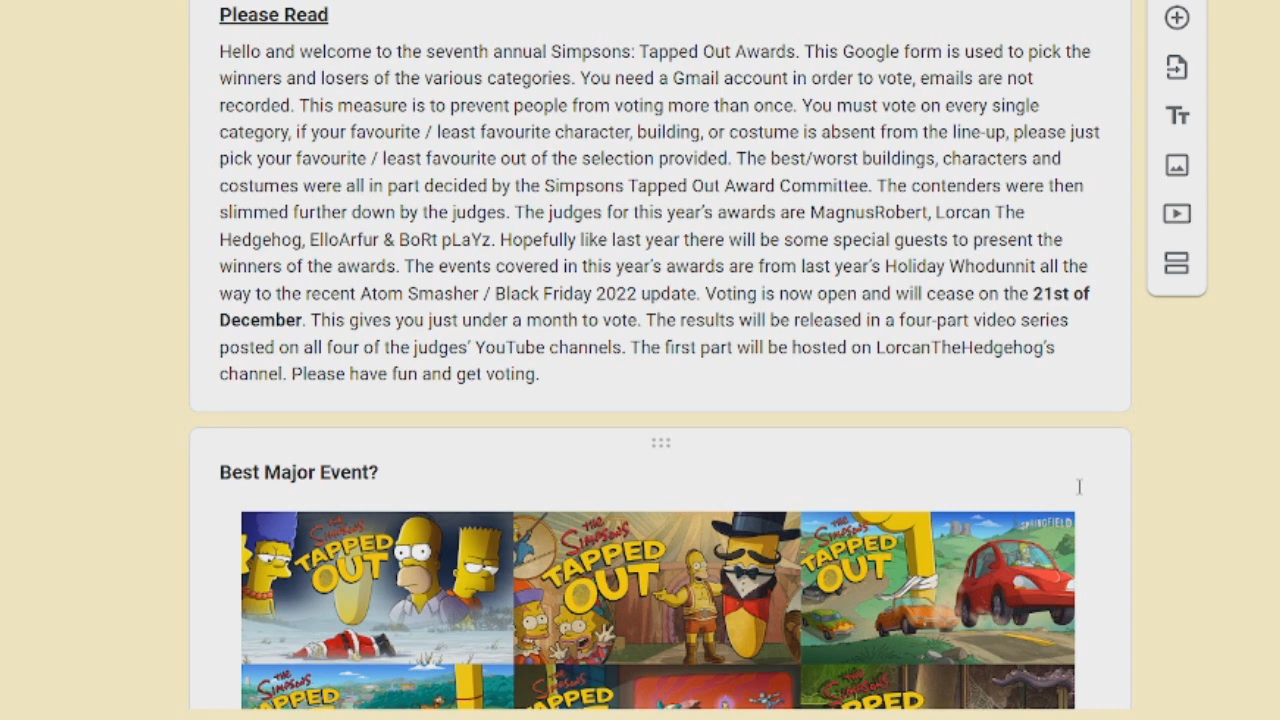 Please Read
Hello and welcome to the seventh annual Simpsons: Tapped Out Awards. This Google form is used to pick the
winners and losers of the various categories. You need a Gmail account in order to vote, emails are not
recorded. This measure is to prevent people from voting more than once. You must vote on every single
category, if your favourite / least favourite character, building, or costume is absent from the line-up, please just
pick your favourite / least favourite out of the selection provided. The best/worst buildings, characters and
costumes were all in part decided by the Simpsons Tapped Out Award Committee. The contenders were then
slimmed further down by the judges. The judges for this year's awards are MagnusRobert, Lorcan The
Hedgehog, ElloArfur & BoRt pLaYz. Hopefully like last year there will be some special guests to present the
winners of the awards. The events covered in this year's awards are from last year's Holiday Whodunnit all the
way to the recent Atom Smasher / Black Friday 2022 update. Voting is now open and will cease on the 21st of
December. This gives you just under a month to vote. The results will be released in a four-part video series
posted on all four of the judges' YouTube channels. The first part will be hosted on LorcanTheHedgehog's
channel. Please have fun and get voting.
Tт
Best Major Event?
THE SIMPSONS
TAPPED OUT
THE SIMPSONS
TAPPED OUT
THE SIMPSONS
TAPPED OUT
SPRINGFIELD
THE SIMPSONS
TAPPED
THE SIMPSONS
TAPPED
THE SIMPSONS
TAPPED